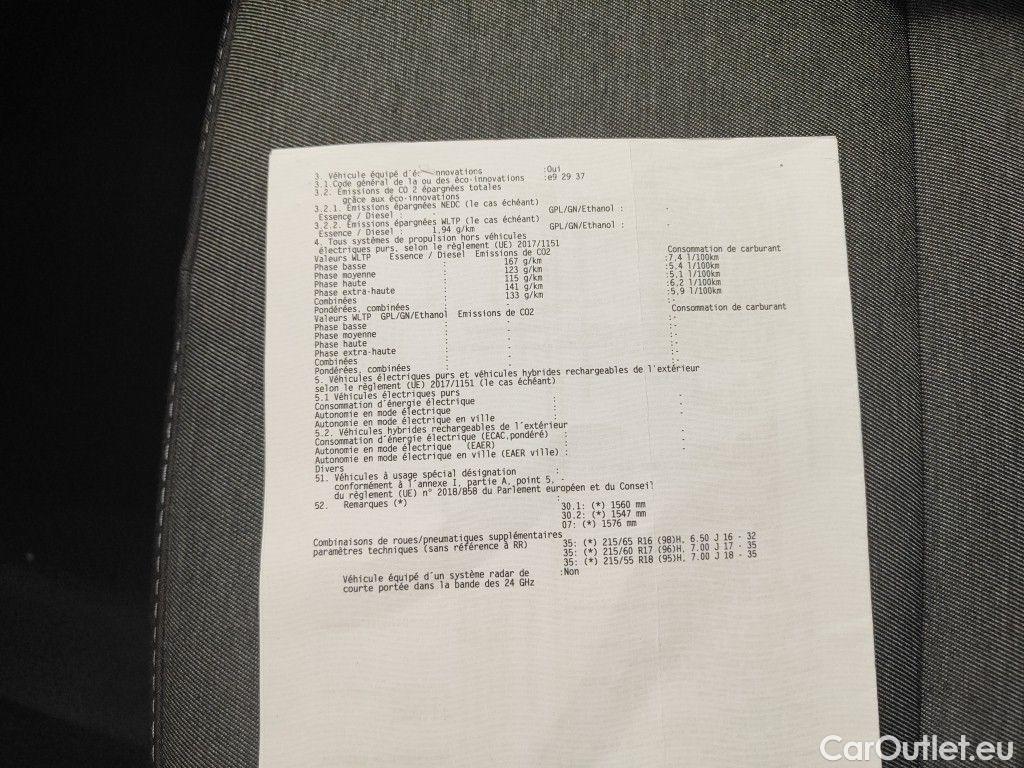 3. Véhicule équipé d'é nnovations :Oui
3.1.Code général de la ou des éco-innovations :e9 29 37
3.2. Emissions de CO 2 épargnées totales
grâce aux éco-innovations
3.2.1. Emissions épargnées NEDC (le cas échéant)
Essence / Diesel : - GPL/GN/Ethanol : -
3.2.2. Emissions épargnées WLTP (le cas échéant)
Essence / Diesel : 1,94 g/km GPL/GN/Ethanol : -
4. Tous systèmes de propulsion hors véhicules
électriques purs, selon le règlement (UE) 2017/1151
Valeurs WLTP Essence / Diesel Emissions de CO2 Consommation de carburant
Phase basse : 167 g/km :7,4 l/100km
Phase moyenne : 123 g/km :5,4 l/100km
Phase haute : 115 g/km :5,1 l/100km
Phase extra-haute : 141 g/km :6,2 l/100km
Combinées : 133 g/km :5,9 l/100km
Pondérées, combinées : - :-
Valeurs WLTP GPL/GN/Ethanol Emissions de CO2 Consommation de carburant
Phase basse : - :-
Phase moyenne : - :-
Phase haute : - :-
Phase extra-haute : - :-
Combinées : - :-
Pondérées, combinées : - :-
5. Véhicules électriques purs et véhicules hybrides rechargeables de l'extérieur
selon le règlement (UE) 2017/1151 (le cas échéant)
5.1 Véhicules électriques purs
Consommation d'énergie électrique : -
Autonomie en mode électrique : -
Autonomie en mode électrique en ville : -
5.2. Véhicules hybrides rechargeables de l'extérieur
Consommation d'énergie électrique (ECAC,pondéré) : -
Autonomie en mode électrique (EAER) : -
Autonomie en mode électrique en ville (EAER ville) : -
Divers
51. Véhicules à usage spécial désignation :
conformément à l'annexe I, partie A, point 5, -
du règlement (UE) n° 2018/858 du Parlement européen et du Conseil
52. Remarques (*) :
30.1: (*) 1560 mm
30.2: (*) 1547 mm
07: (*) 1576 mm
Combinaisons de roues/pneumatiques supplémentaires
paramètres techniques (sans référence à RR)
35: (*) 215/65 R16 (98)H, 6.50 J 16 - 32
35: (*) 215/60 R17 (96)H, 7.00 J 17 - 35
35: (*) 215/55 R18 (95)H, 7.00 J 18 - 35
Véhicule équipé d'un système radar de :Non
courte portée dans la bande des 24 GHz
CarOutlet.eu